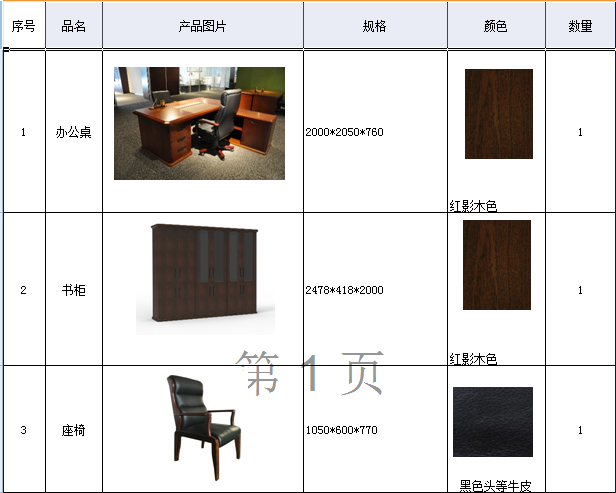 序号 品名 产品图片 规格 颜色 数量
1 办公桌 2000*2050*760 红影木色 1
2 书柜 2478*418*2000 红影木色 1
第 1 页
3 座椅 1050*600*770 黑色头等牛皮 1